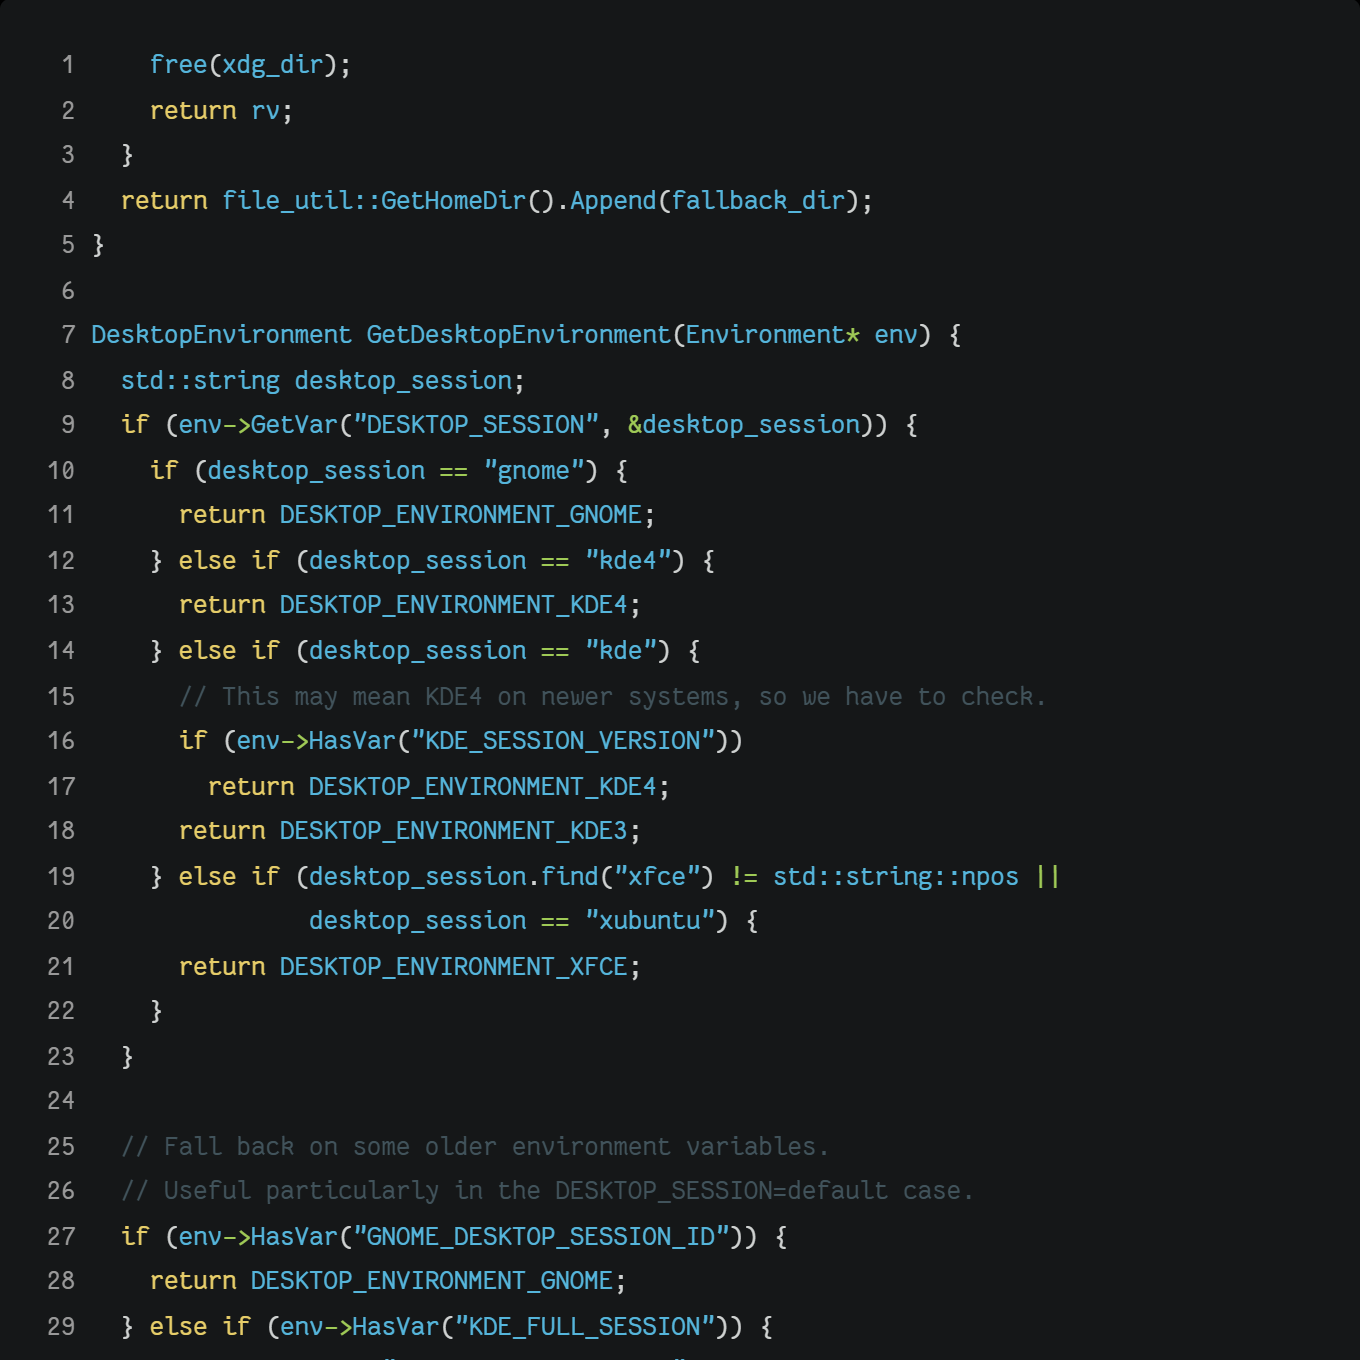 1     free(xdg_dir);
2     return rv;
3   }
4   return file_util::GetHomeDir().Append(fallback_dir);
5 }
6
7 DesktopEnvironment GetDesktopEnvironment(Environment* env) {
8   std::string desktop_session;
9   if (env->GetVar("DESKTOP_SESSION", &desktop_session)) {
10     if (desktop_session == "gnome") {
11       return DESKTOP_ENVIRONMENT_GNOME;
12     } else if (desktop_session == "kde4") {
13       return DESKTOP_ENVIRONMENT_KDE4;
14     } else if (desktop_session == "kde") {
15       // This may mean KDE4 on newer systems, so we have to check.
16       if (env->HasVar("KDE_SESSION_VERSION"))
17         return DESKTOP_ENVIRONMENT_KDE4;
18       return DESKTOP_ENVIRONMENT_KDE3;
19     } else if (desktop_session.find("xfce") != std::string::npos ||
20                desktop_session == "xubuntu") {
21       return DESKTOP_ENVIRONMENT_XFCE;
22     }
23   }
24
25   // Fall back on some older environment variables.
26   // Useful particularly in the DESKTOP_SESSION=default case.
27   if (env->HasVar("GNOME_DESKTOP_SESSION_ID")) {
28     return DESKTOP_ENVIRONMENT_GNOME;
29   } else if (env->HasVar("KDE_FULL_SESSION")) {